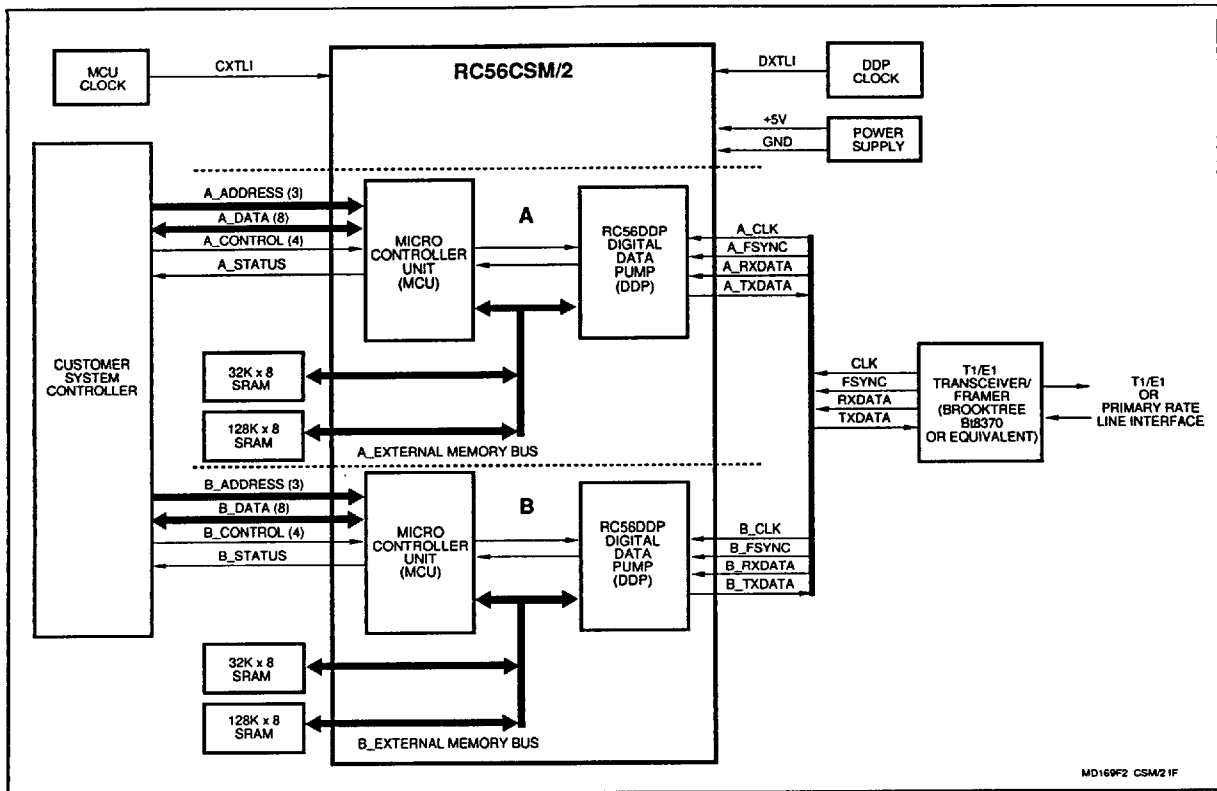 MCU
CLOCK
CXTLI
RC56CSM/2
DXTLI
DDP
CLOCK
+5V
GND
POWER
SUPPLY
CUSTOMER
SYSTEM
CONTROLLER
A_ADDRESS (3)
A_DATA (8)
A_CONTROL (4)
A_STATUS
MICRO
CONTROLLER
UNIT
(MCU)
A
RC56DDP
DIGITAL
DATA
PUMP
(DDP)
A_CLK
A_FSYNC
A_RXDATA
A_TXDATA
32K x 8
SRAM
128K x 8
SRAM
A_EXTERNAL MEMORY BUS
CLK
FSYNC
RXDATA
TXDATA
T1/E1
TRANSCEIVER/
FRAMER
(BROOKTREE
Bt8370
OR EQUIVALENT)
T1/E1
OR
PRIMARY RATE
LINE INTERFACE
B_ADDRESS (3)
B_DATA (8)
B_CONTROL (4)
B_STATUS
MICRO
CONTROLLER
UNIT
(MCU)
B
RC56DDP
DIGITAL
DATA
PUMP
(DDP)
B_CLK
B_FSYNC
B_RXDATA
B_TXDATA
32K x 8
SRAM
128K x 8
SRAM
B_EXTERNAL MEMORY BUS
MD169F2 CSM/2 IF